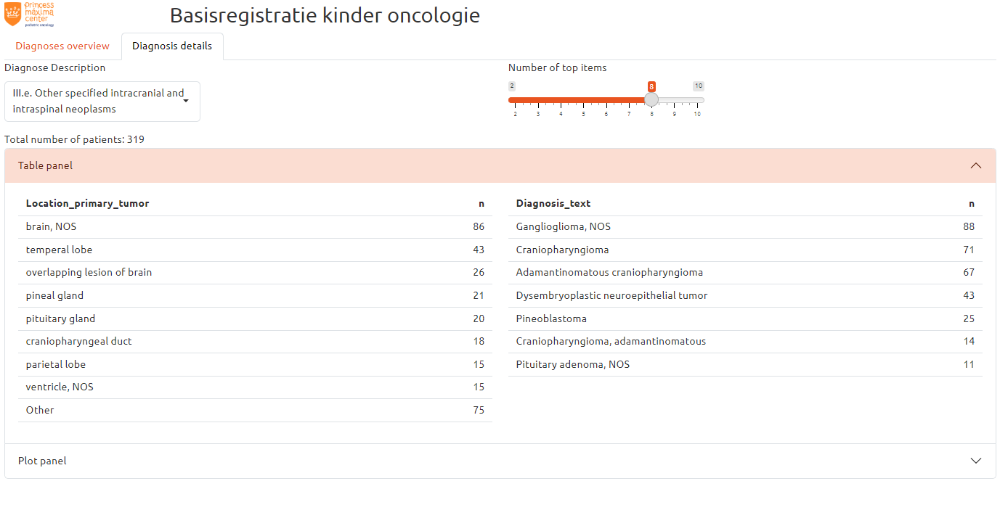 princess
máxima
center
pediatric oncology
Basisregistratie kinder oncologie
Diagnoses overview Diagnosis details
Diagnose Description
III.e. Other specified intracranial and
intraspinal neoplasms
Number of top items
2 8 10
2 3 4 5 6 7 8 9 10
Total number of patients: 319
Table panel
Location_primary_tumor n
brain, NOS 86
temperal lobe 43
overlapping lesion of brain 26
pineal gland 21
pituitary gland 20
craniopharyngeal duct 18
parietal lobe 15
ventricle, NOS 15
Other 75
Diagnosis_text n
Ganglioglioma, NOS 88
Craniopharyngioma 71
Adamantinomatous craniopharyngioma 67
Dysembryoplastic neuroepithelial tumor 43
Pineoblastoma 25
Craniopharyngioma, adamantinomatous 14
Pituitary adenoma, NOS 11
Plot panel